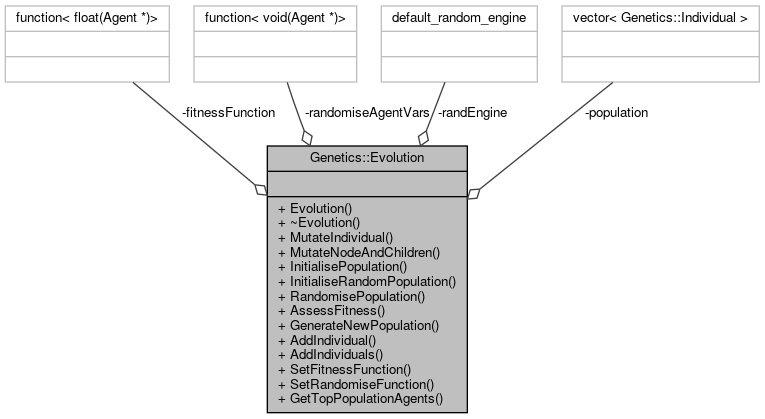 function< float(Agent *)>
function< void(Agent *)>
default_random_engine
vector< Genetics::Individual >
-fitnessFunction
-randomiseAgentVars
-randEngine
-population
Genetics::Evolution
+ Evolution()
+ ~Evolution()
+ MutateIndividual()
+ MutateNodeAndChildren()
+ InitialisePopulation()
+ InitialiseRandomPopulation()
+ RandomisePopulation()
+ AssessFitness()
+ GenerateNewPopulation()
+ AddIndividual()
+ AddIndividuals()
+ SetFitnessFunction()
+ SetRandomiseFunction()
+ GetTopPopulationAgents()